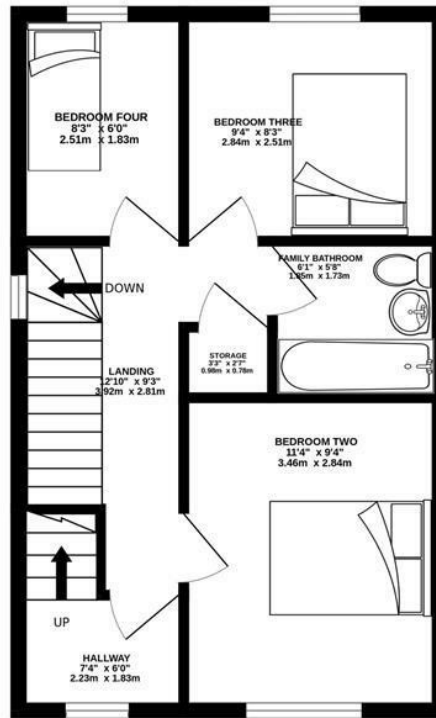 BEDROOM FOUR
8'3" x 6'0"
2.51m x 1.83m
BEDROOM THREE
9'4" x 8'3"
2.84m x 2.51m
FAMILY BATHROOM
6'1" x 5'8"
1.85m x 1.73m
DOWN
STORAGE
3'3" x 2'7"
0.98m x 0.78m
LANDING
12'10" x 9'3"
3.92m x 2.81m
BEDROOM TWO
11'4" x 9'4"
3.46m x 2.84m
UP
HALLWAY
7'4" x 6'0"
2.23m x 1.83m